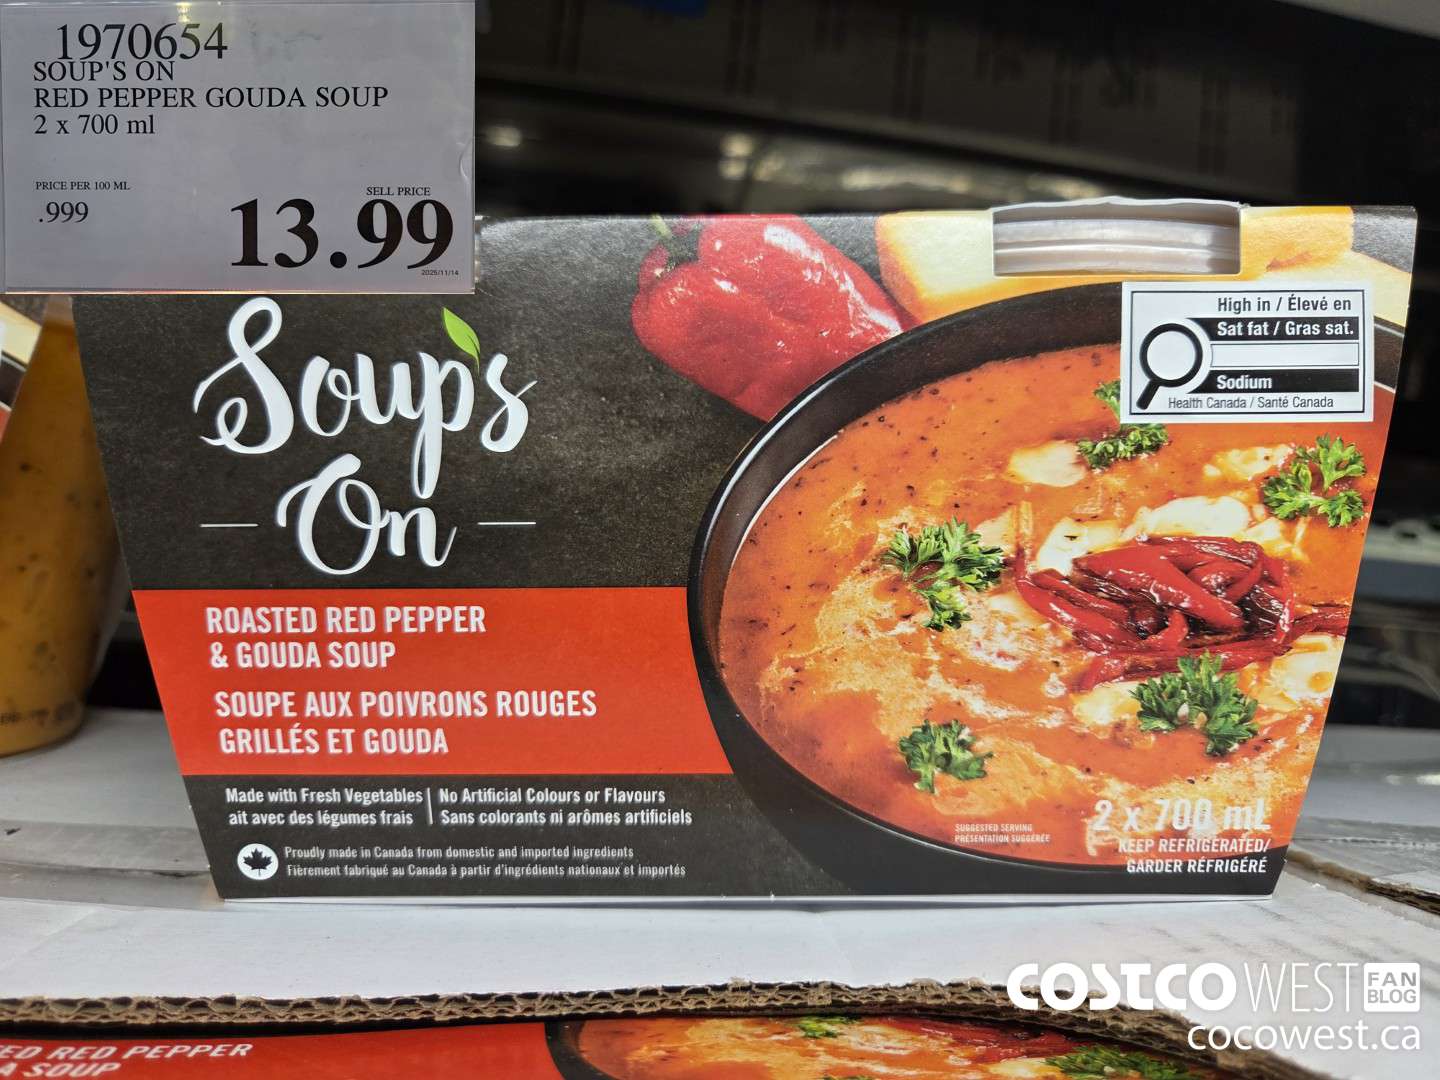 1970654
SOUP'S ON
RED PEPPER GOUDA SOUP
2 x 700 ml
PRICE PER 100 ML
.999
SELL PRICE
13.99
2025/11/14
Soup's
On
ROASTED RED PEPPER
& GOUDA SOUP
SOUPE AUX POIVRONS ROUGES
GRILLÉS ET GOUDA
Made with Fresh Vegetables
ait avec des légumes frais
No Artificial Colours or Flavours
Sans colorants ni arômes artificiels
Proudly made in Canada from domestic and imported ingredients
Fièrement fabriqué au Canada à partir d'ingrédients nationaux et importés
High in / Élevé en
Sat fat / Gras sat.
Sodium
Health Canada / Santé Canada
SUGGESTED SERVING
PRÉSENTATION SUGGÉRÉE
2 x 700 mL
KEEP REFRIGERATED/
GARDER RÉFRIGÉRÉ
ED RED PEPPER
A SOUP
COSTCO WEST FAN BLOG
cocowest.ca